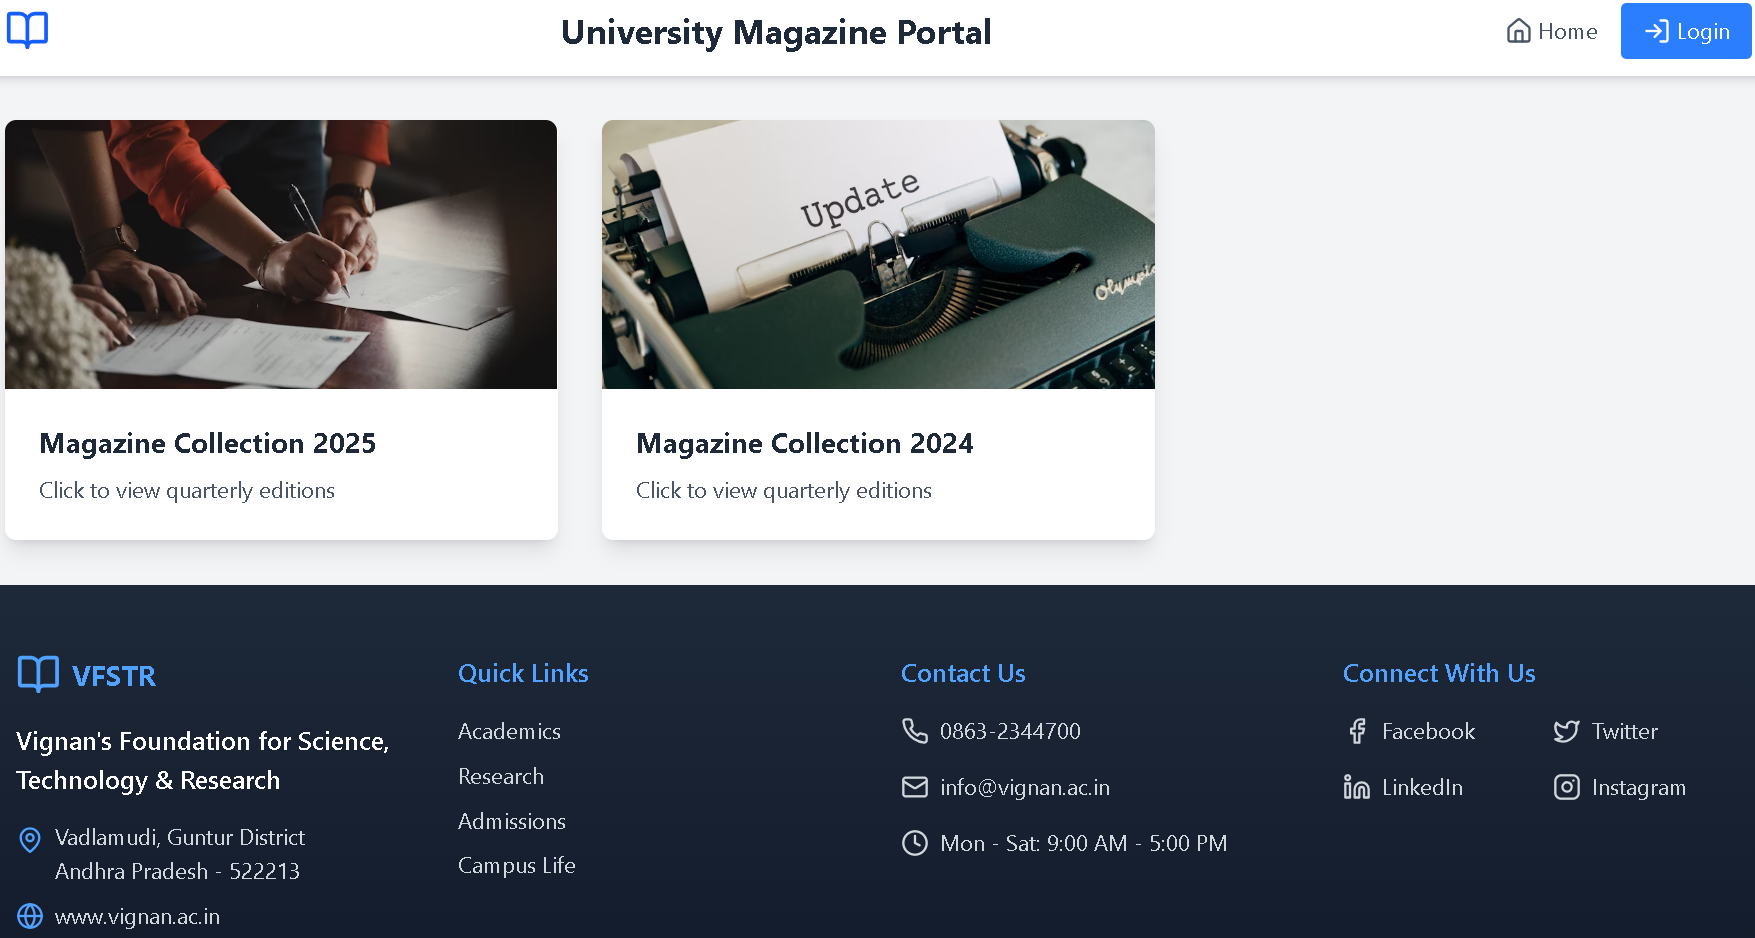 University Magazine Portal
Home
Login
Update
Olympia
Magazine Collection 2025
Click to view quarterly editions
Magazine Collection 2024
Click to view quarterly editions
VFSTR
Vignan's Foundation for Science,
Technology & Research
Vadlamudi, Guntur District
Andhra Pradesh - 522213
www.vignan.ac.in
Quick Links
Academics
Research
Admissions
Campus Life
Contact Us
0863-2344700
info@vignan.ac.in
Mon - Sat: 9:00 AM - 5:00 PM
Connect With Us
Facebook
Twitter
LinkedIn
Instagram